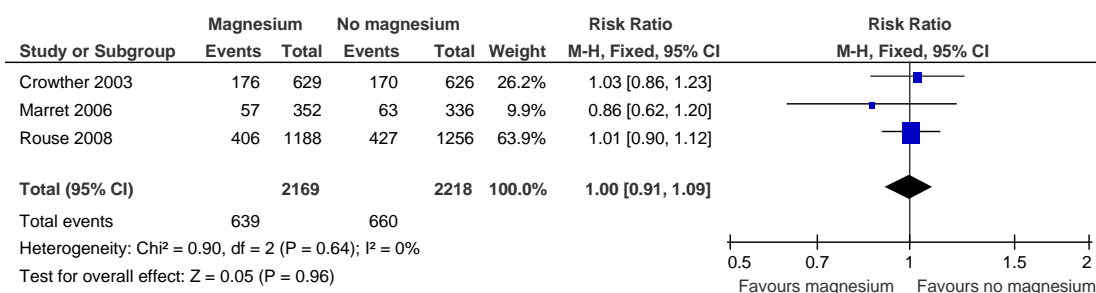 Magnesium No magnesium Risk Ratio Risk Ratio
Study or Subgroup Events Total Events Total Weight M-H, Fixed, 95% CI M-H, Fixed, 95% CI
Crowther 2003 176 629 170 626 26.2% 1.03 [0.86, 1.23]
Marret 2006 57 352 63 336 9.9% 0.86 [0.62, 1.20]
Rouse 2008 406 1188 427 1256 63.9% 1.01 [0.90, 1.12]
Total (95% CI) 2169 2218 100.0% 1.00 [0.91, 1.09]
Total events 639 660
Heterogeneity: Chi² = 0.90, df = 2 (P = 0.64); I² = 0%
Test for overall effect: Z = 0.05 (P = 0.96)
0.5 0.7 1 1.5 2
Favours magnesium Favours no magnesium